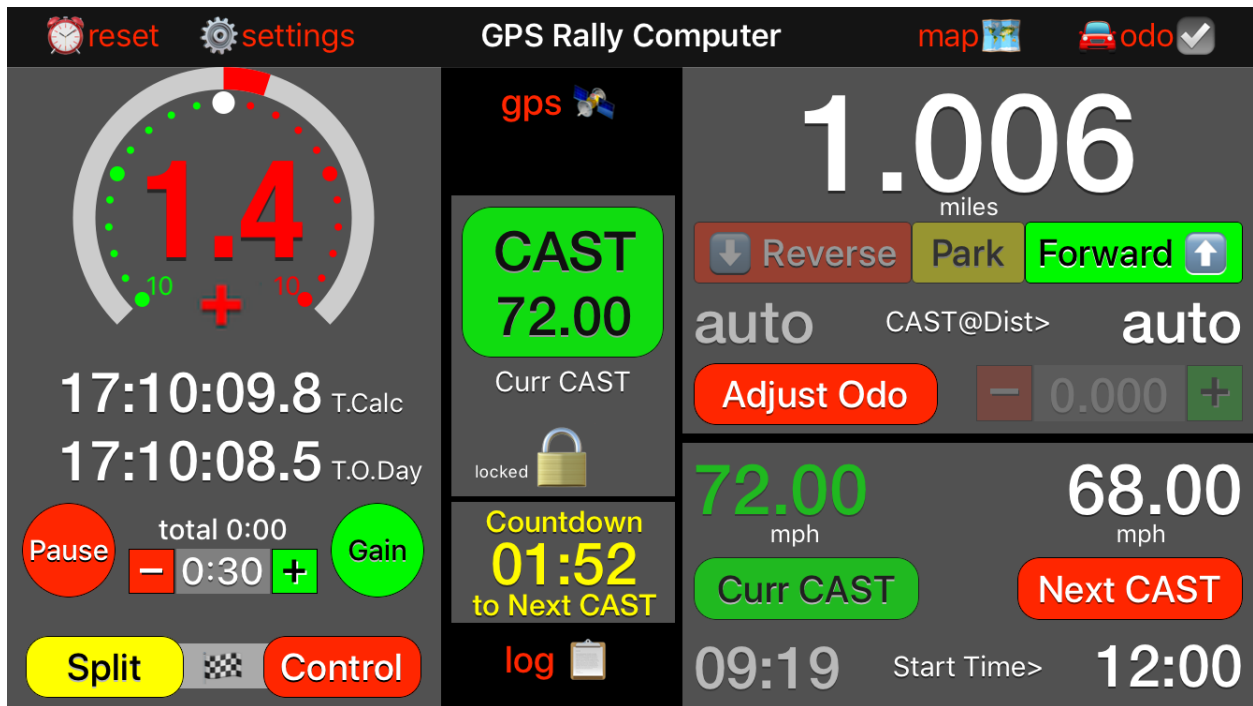 reset settings GPS Rally Computer map odo
1.4
10 10
+
17:10:09.8 T.Calc
17:10:08.5 T.O.Day
Pause
total 0:00
− 0:30 +
Gain
Split Control
gps
CAST
72.00
Curr CAST
locked
Countdown
01:52
to Next CAST
log
1.006
miles
Reverse Park Forward
auto CAST@Dist> auto
Adjust Odo − 0.000 +
72.00 68.00
mph mph
Curr CAST Next CAST
09:19 Start Time> 12:00